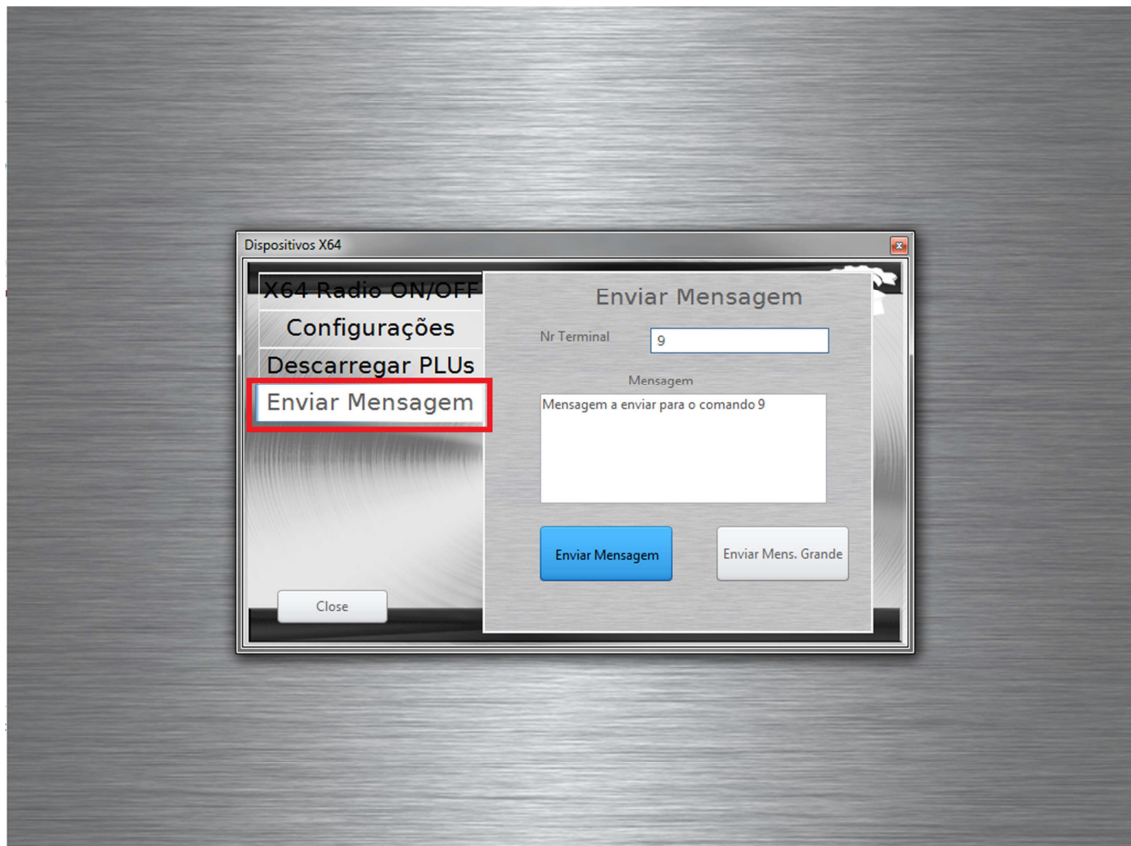 Dispositivos X64
X64 Radio ON/OFF
Configurações
Descarregar PLUs
Enviar Mensagem
Close
Enviar Mensagem
Nr Terminal
9
Mensagem
Mensagem a enviar para o comando 9
Enviar Mensagem
Enviar Mens. Grande